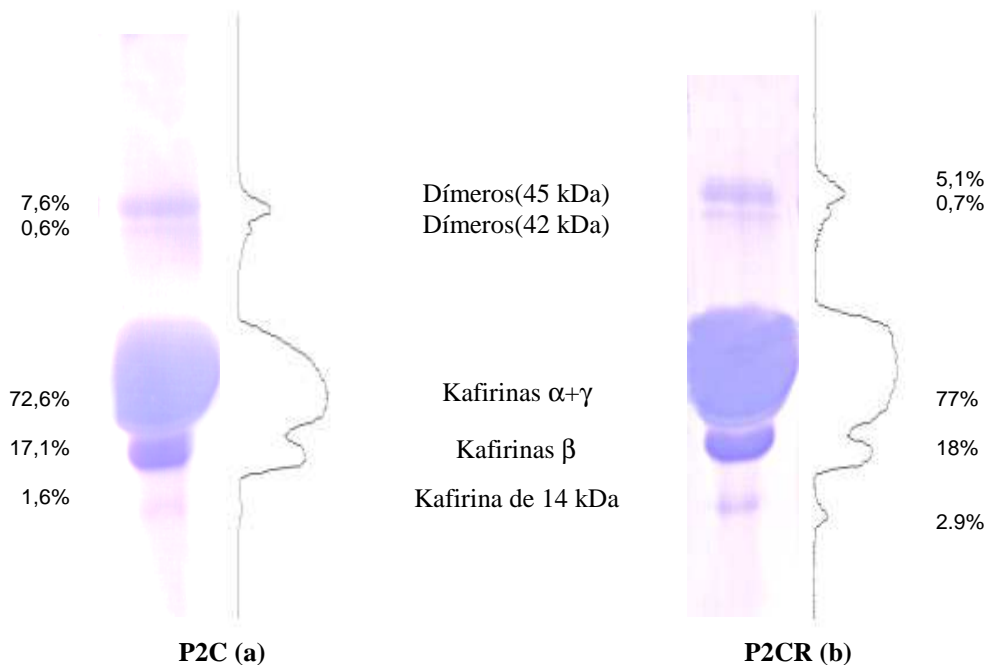 7,6%
0,6%
72,6%
17,1%
1,6%
Dímeros(45 kDa)
Dímeros(42 kDa)
Kafirinas α+γ
Kafirinas β
Kafirina de 14 kDa
5,1%
0,7%
77%
18%
2.9%
P2C (a)
P2CR (b)